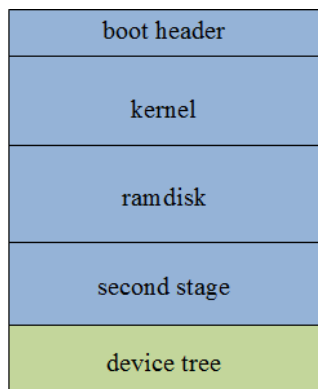 boot header
kernel
ramdisk
second stage
device tree